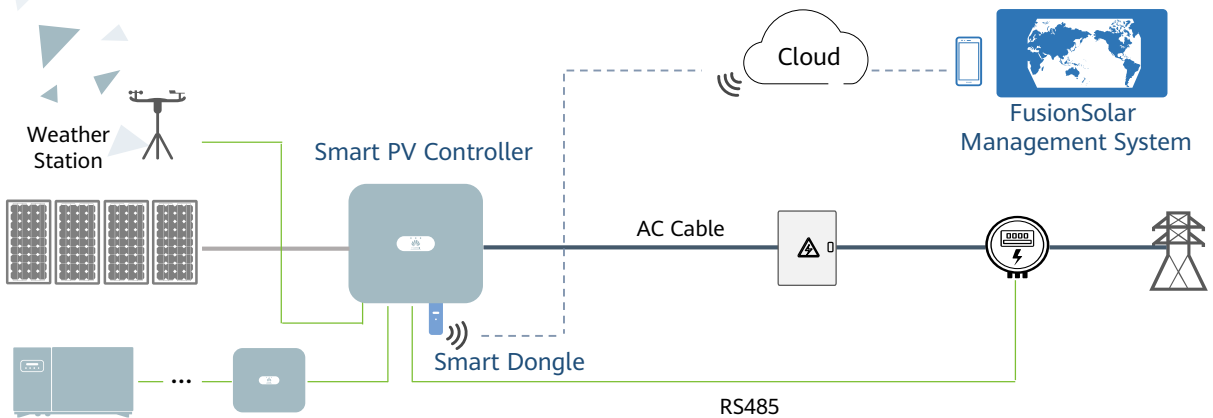 Cloud
FusionSolar
Management System
Weather
Station
Smart PV Controller
AC Cable
Smart Dongle
RS485